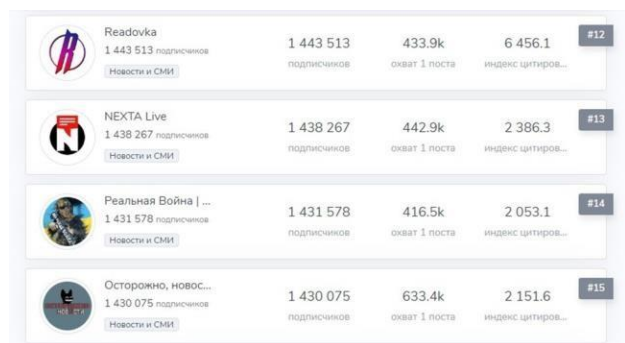 Readovka
1 443 513 подписчиков
Новости и СМИ
1 443 513
подписчиков
433.9k
охват 1 поста
6 456.1
индекс цитиров...
#12
NEXTA Live
1 438 267 подписчиков
Новости и СМИ
1 438 267
подписчиков
442.9k
охват 1 поста
2 386.3
индекс цитиров...
#13
Реальная Война | ...
1 431 578 подписчиков
Новости и СМИ
1 431 578
подписчиков
416.5k
охват 1 поста
2 053.1
индекс цитиров...
#14
Осторожно, новос...
1 430 075 подписчиков
Новости и СМИ
1 430 075
подписчиков
633.4k
охват 1 поста
2 151.6
индекс цитиров...
#15